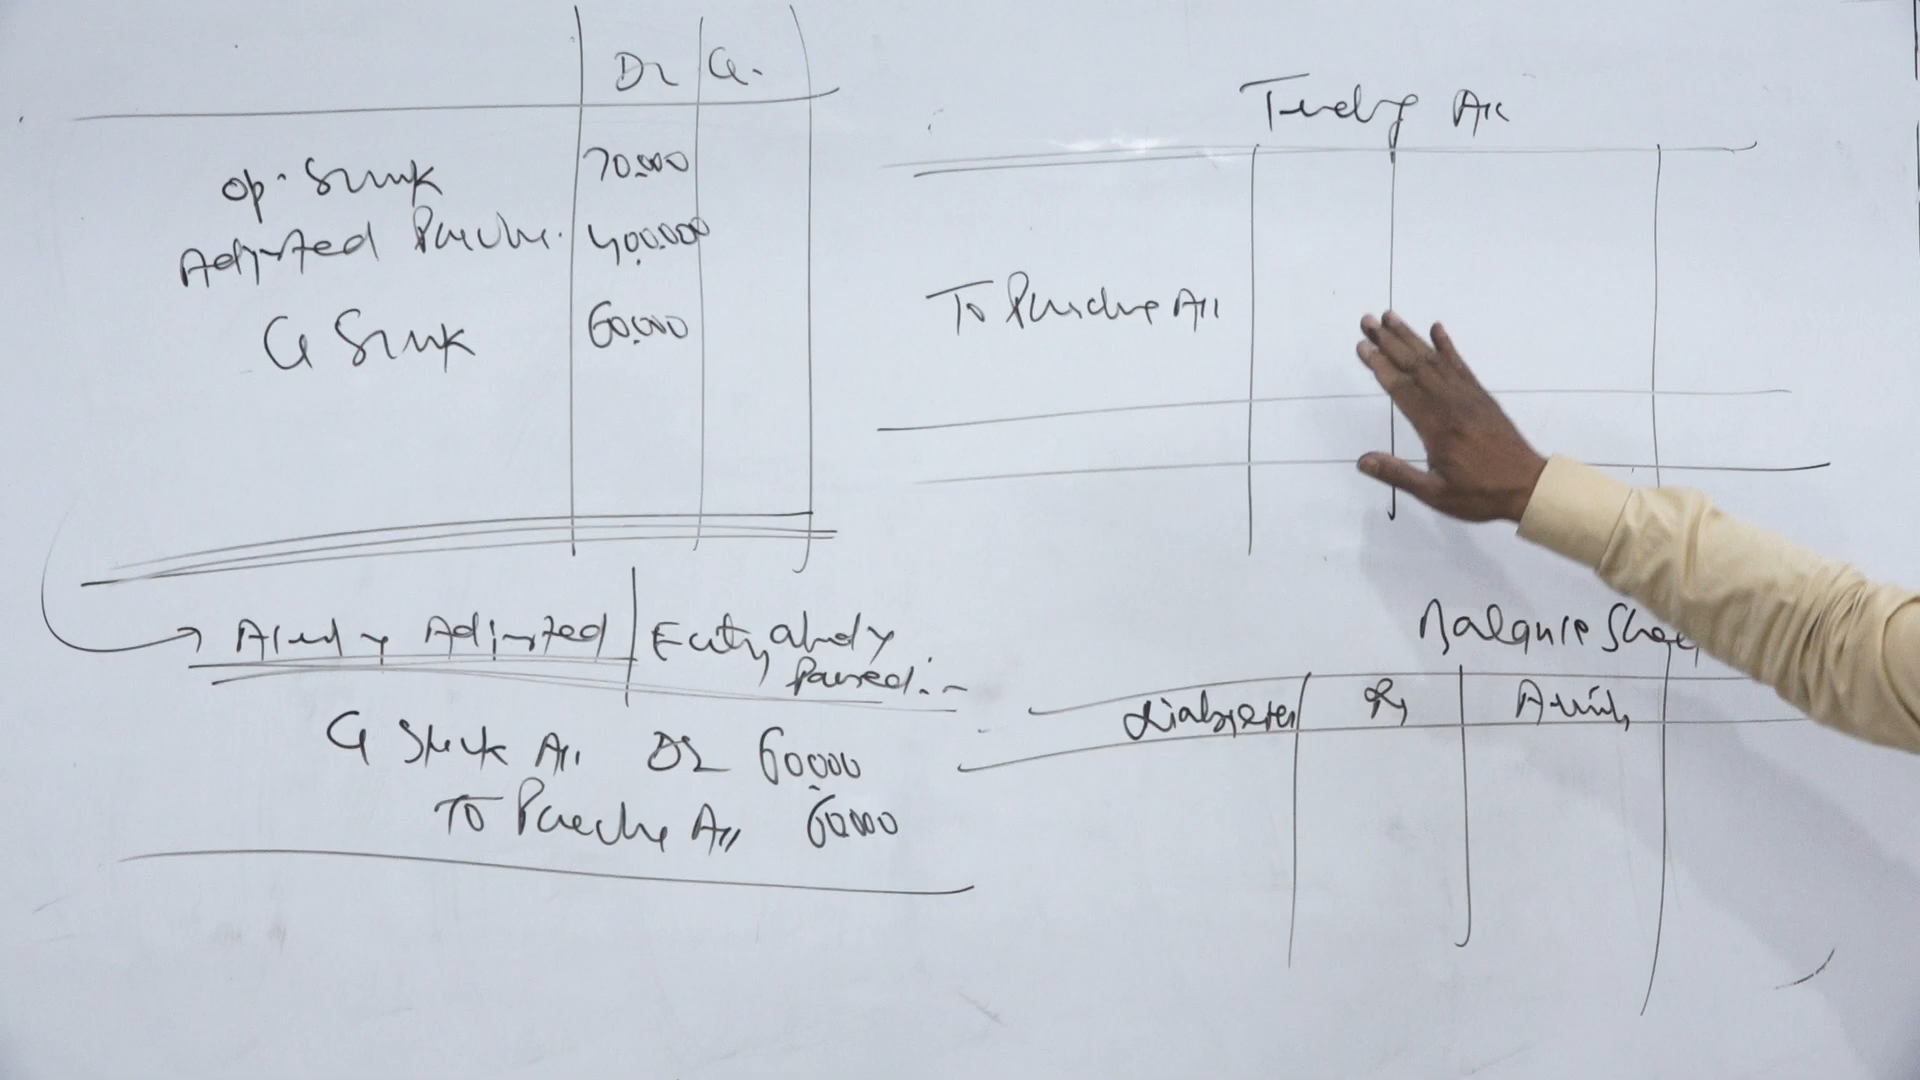 Dr Cr.
Op. Stock 70,000
Adjusted Purchase. 4,00,000
Cl Stock 60,000
Already Adjusted Entry already
Passed:-
Cl Stock A/c Dr 60,000
To Purchase A/c 60,000
Trading A/c
To Purchase A/c
Balance Sheet
Liabilities Rs Assets